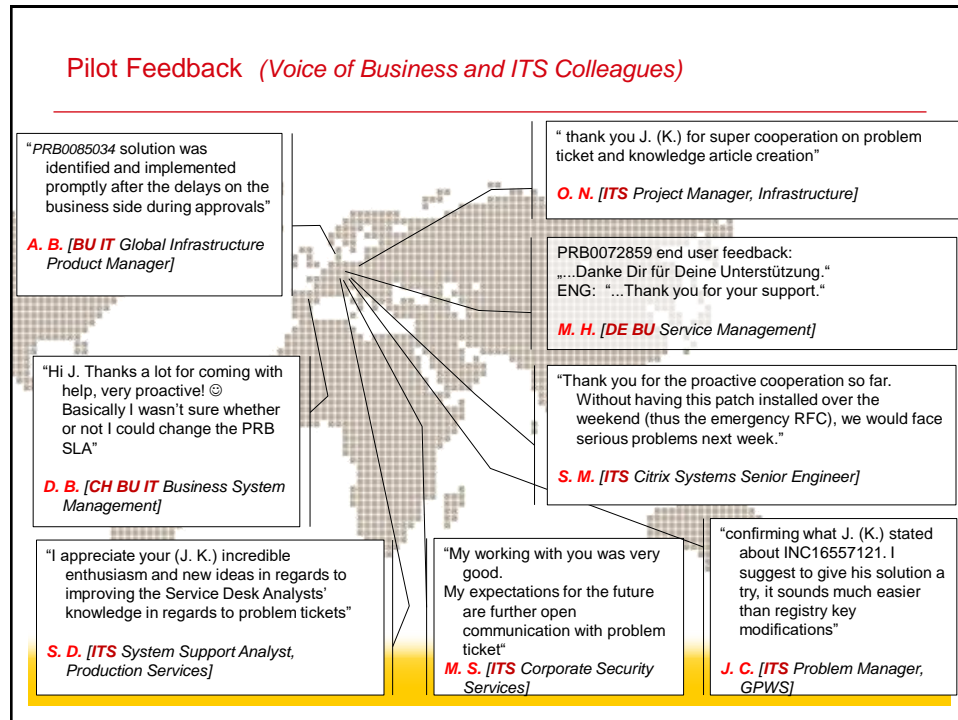 Pilot Feedback (Voice of Business and ITS Colleagues)
“PRB0085034 solution was
identified and implemented
promptly after the delays on the
business side during approvals”
A. B. [BU IT Global Infrastructure
Product Manager]
“ thank you J. (K.) for super cooperation on problem
ticket and knowledge article creation”
O. N. [ITS Project Manager, Infrastructure]
PRB0072859 end user feedback:
„...Danke Dir für Deine Unterstützung.“
ENG: “...Thank you for your support.“
M. H. [DE BU Service Management]
“Hi J. Thanks a lot for coming with
help, very proactive! ☺
Basically I wasn’t sure whether
or not I could change the PRB
SLA”
D. B. [CH BU IT Business System
Management]
“Thank you for the proactive cooperation so far.
Without having this patch installed over the
weekend (thus the emergency RFC), we would face
serious problems next week.”
S. M. [ITS Citrix Systems Senior Engineer]
“I appreciate your (J. K.) incredible
enthusiasm and new ideas in regards to
improving the Service Desk Analysts’
knowledge in regards to problem tickets”
S. D. [ITS System Support Analyst,
Production Services]
“My working with you was very
good.
My expectations for the future
are further open
communication with problem
ticket“
M. S. [ITS Corporate Security
Services]
“confirming what J. (K.) stated
about INC16557121. I
suggest to give his solution a
try, it sounds much easier
than registry key
modifications”
J. C. [ITS Problem Manager,
GPWS]